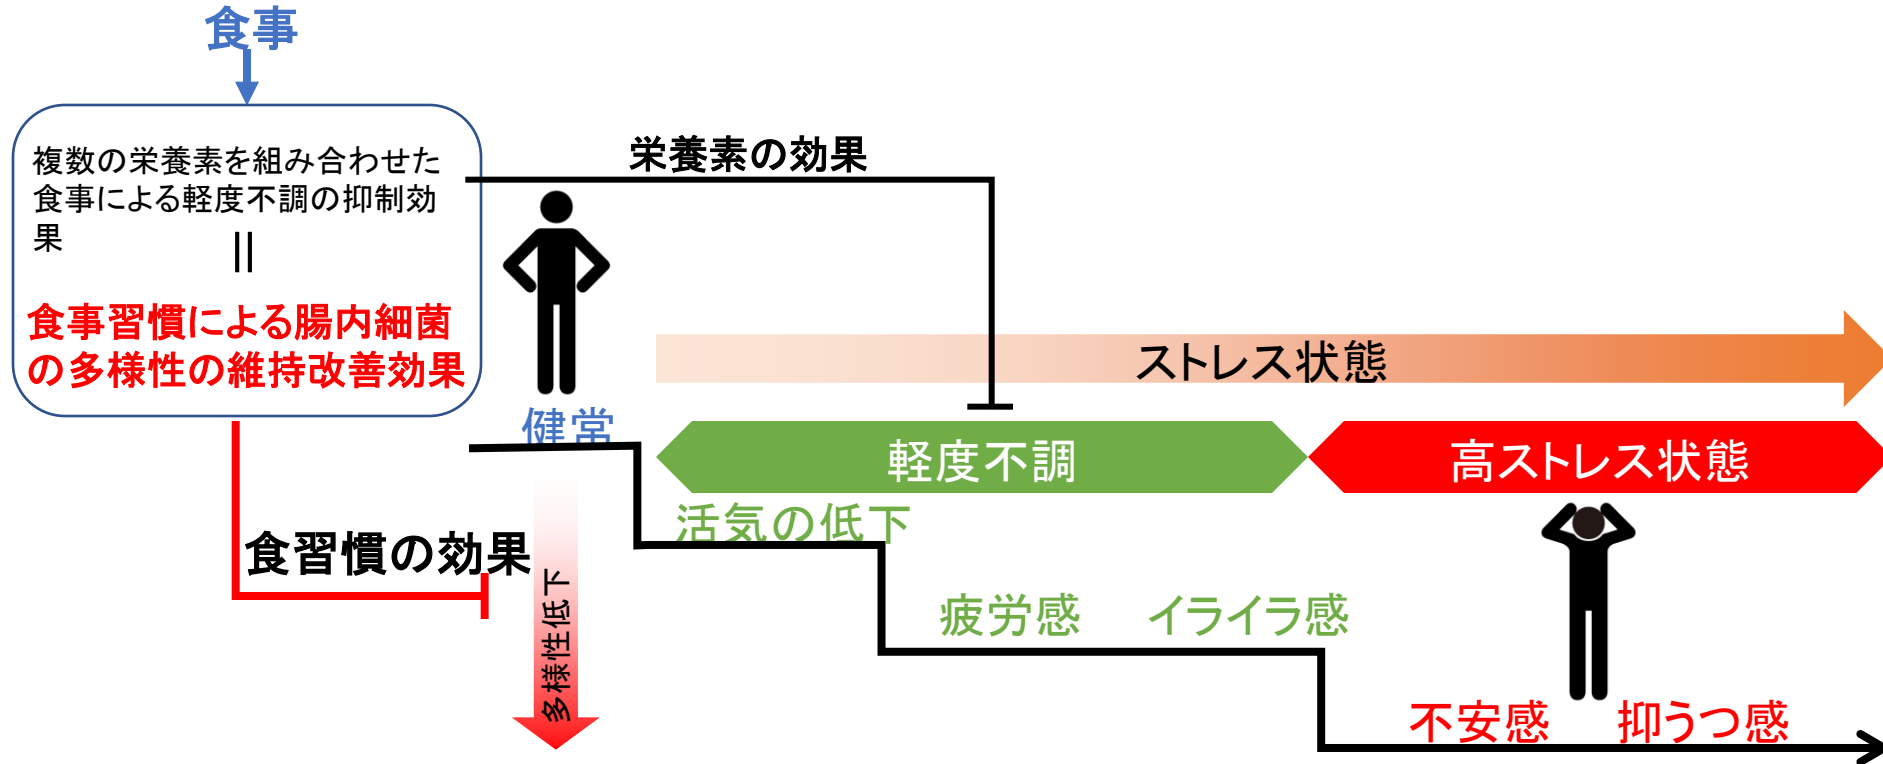 食事
複数の栄養素を組み合わせた
食事による軽度不調の抑制効
果
||
食事習慣による腸内細菌
の多様性の維持改善効果
栄養素の効果
ストレス状態
健常
軽度不調
高ストレス状態
活気の低下
食習慣の効果
多様性低下
疲労感
イライラ感
不安感
抑うつ感